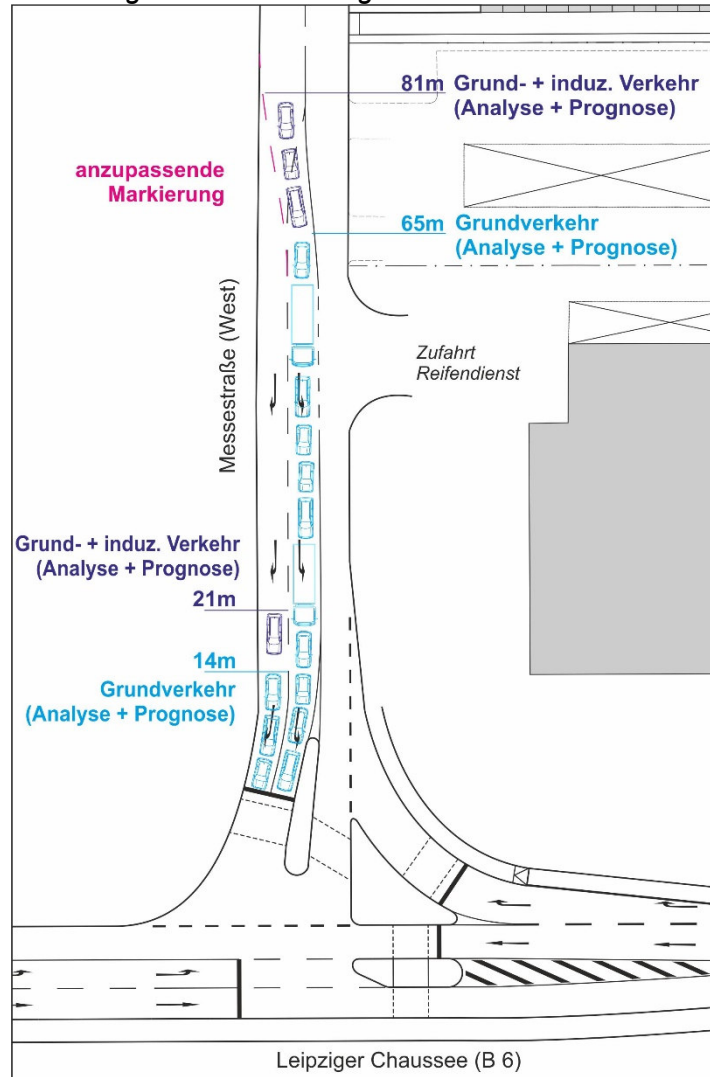 81m Grund- + induz. Verkehr
(Analyse + Prognose)
anzupassende
Markierung
65m Grundverkehr
(Analyse + Prognose)
Messestraße (West)
Zufahrt
Reifendienst
Grund- + induz. Verkehr
(Analyse + Prognose)
21m
14m
Grundverkehr
(Analyse + Prognose)
Leipziger Chaussee (B 6)